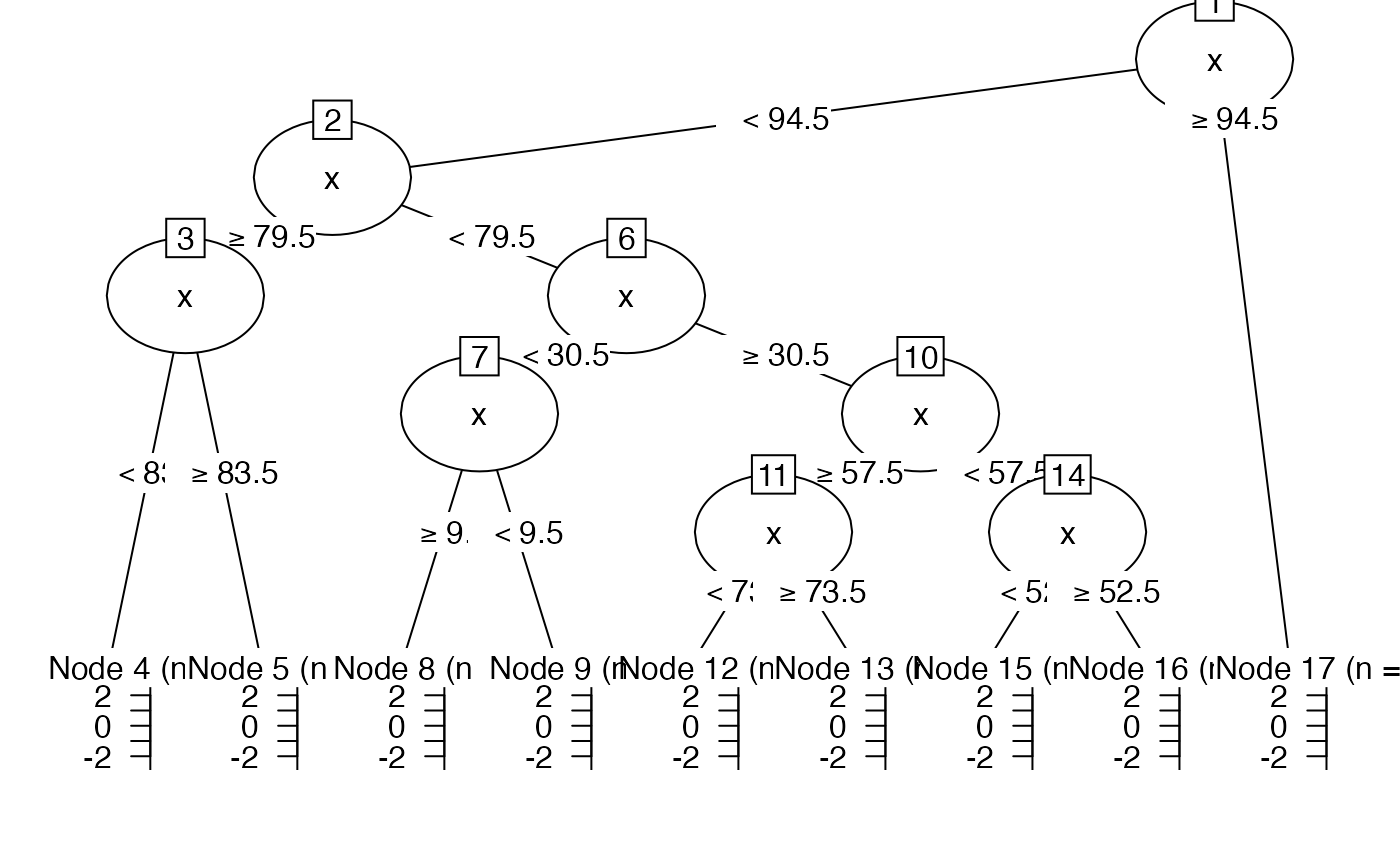 1
x
< 94.5
≥ 94.5
2
x
≥ 79.5
< 79.5
3
x
6
x
< 30.5
≥ 30.5
7
x
10
x
< 8
≥ 83.5
≥ 57.5
< 57.5
11
x
14
x
≥ 9.
< 9.5
< 7
≥ 73.5
< 5
≥ 52.5
Node 4 (n
Node 5 (n
Node 8 (n
Node 9 (n
Node 12 (n
Node 13 (
Node 15 (n
Node 16 (
Node 17 (n =
2 2 2 2 2 2 2 2 2
0 0 0 0 0 0 0 0 0
-2 -2 -2 -2 -2 -2 -2 -2 -2